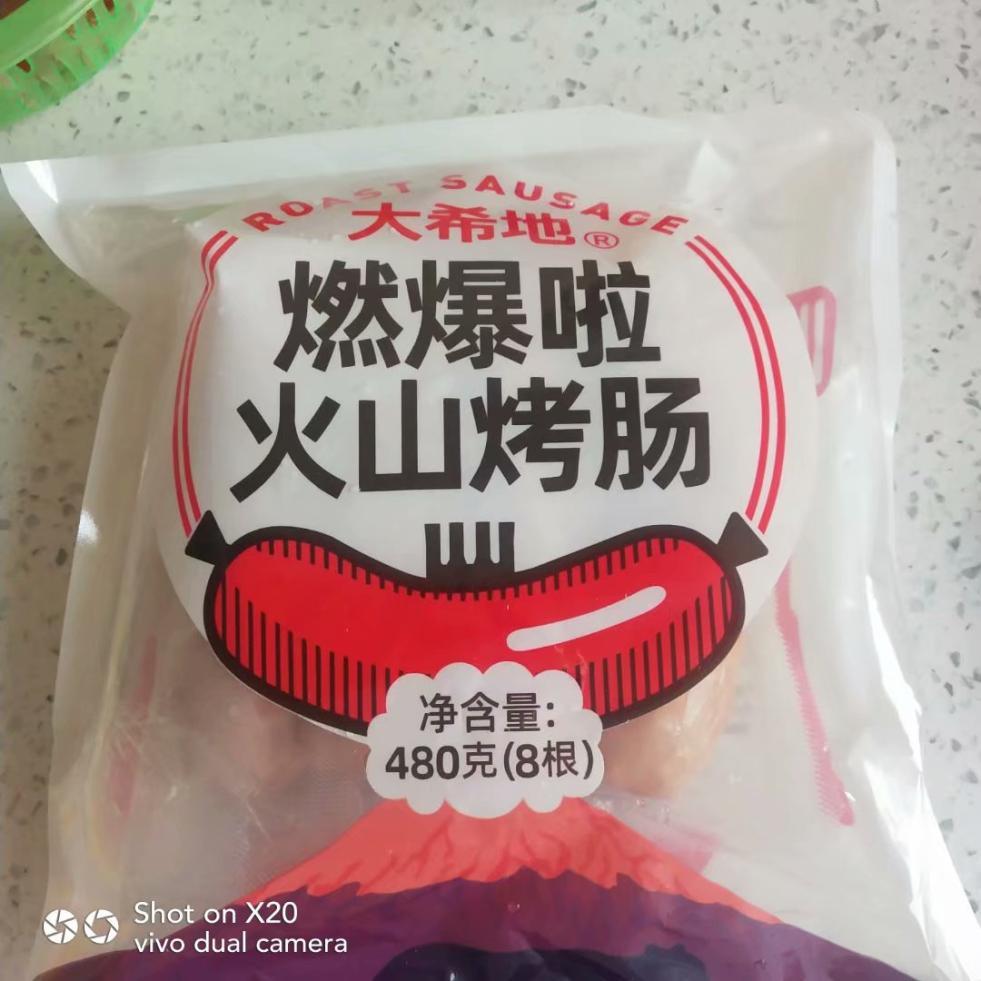 ROAST SAUSAGE
大希地®
燃爆啦
火山烤肠
净含量:
480克(8根)
Shot on X20
vivo dual camera